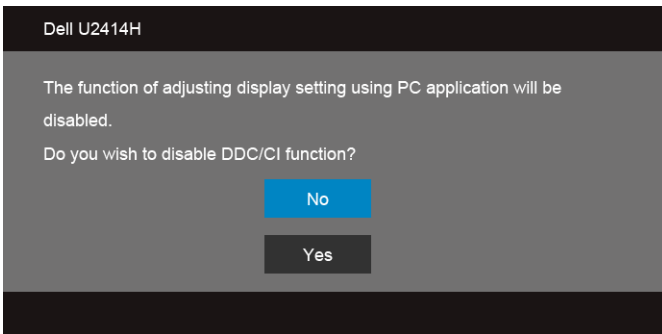 Dell U2414H
The function of adjusting display setting using PC application will be
disabled.
Do you wish to disable DDC/CI function?
No
Yes